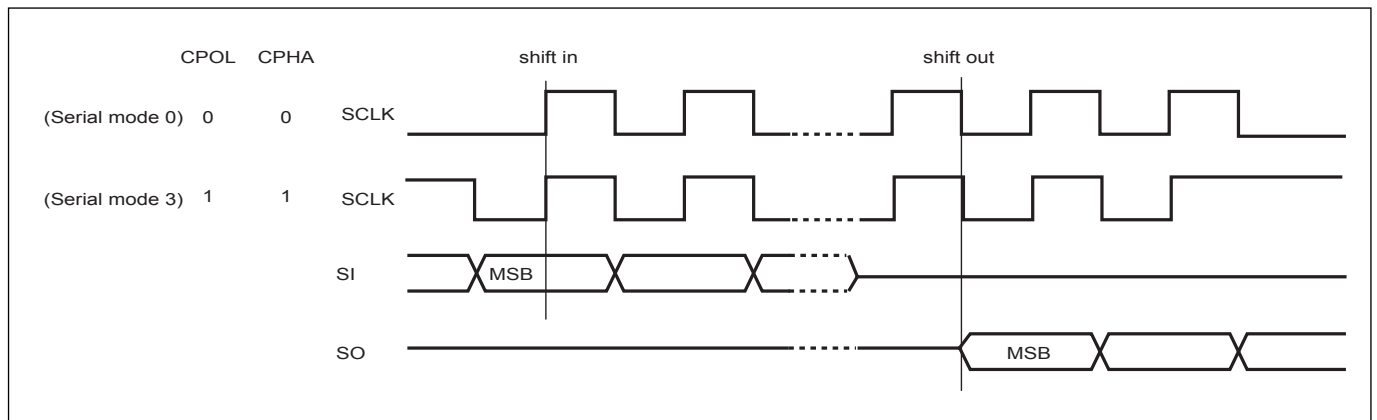 CPOL CPHA shift in shift out
(Serial mode 0) 0 0 SCLK
(Serial mode 3) 1 1 SCLK
SI MSB
SO MSB